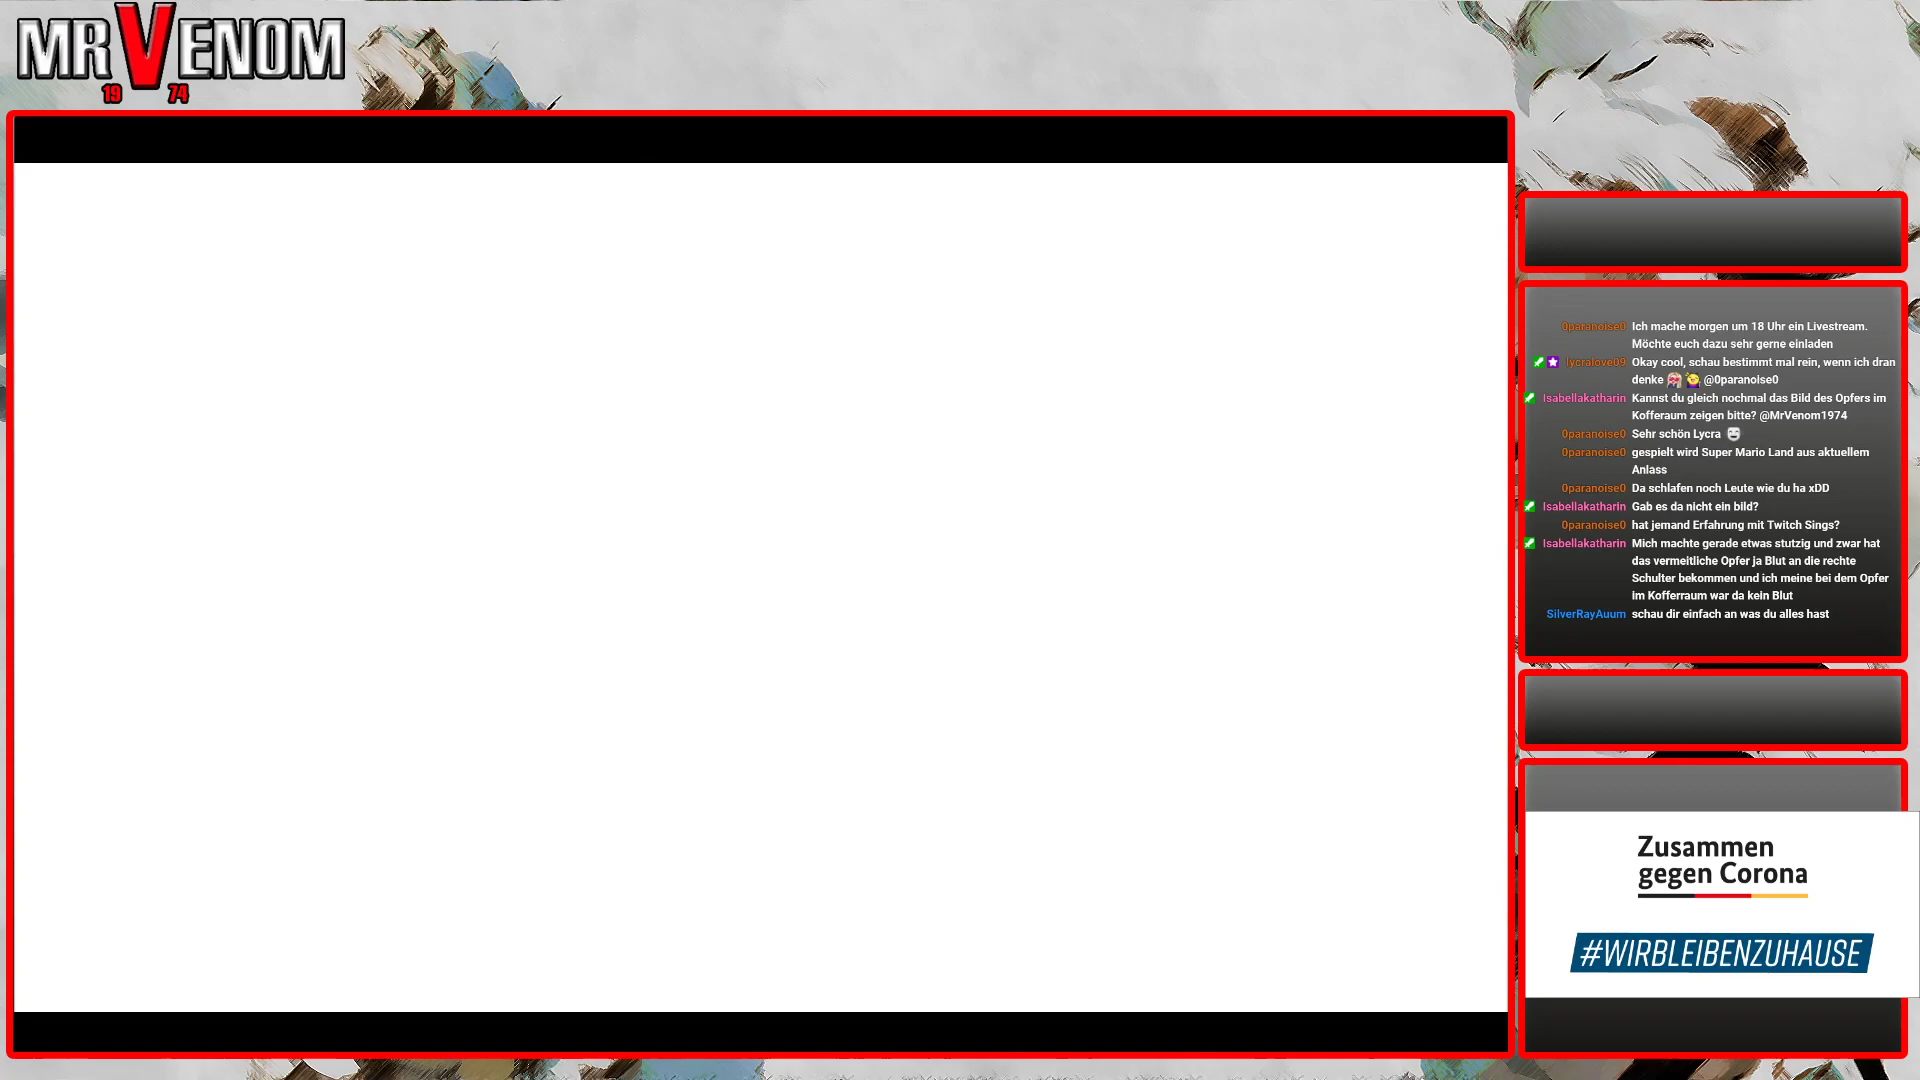 MRVENOM
19 74
0paranoise0 Ich mache morgen um 18 Uhr ein Livestream.
Möchte euch dazu sehr gerne einladen
lycralove09 Okay cool, schau bestimmt mal rein, wenn ich dran
denke @0paranoise0
Isabellakatharin Kannst du gleich nochmal das Bild des Opfers im
Kofferaum zeigen bitte? @MrVenom1974
0paranoise0 Sehr schön Lycra
0paranoise0 gespielt wird Super Mario Land aus aktuellem
Anlass
0paranoise0 Da schlafen noch Leute wie du ha xDD
Isabellakatharin Gab es da nicht ein bild?
0paranoise0 hat jemand Erfahrung mit Twitch Sings?
Isabellakatharin Mich machte gerade etwas stutzig und zwar hat
das vermeitliche Opfer ja Blut an die rechte
Schulter bekommen und ich meine bei dem Opfer
im Kofferraum war da kein Blut
SilverRayAuum schau dir einfach an was du alles hast
Zusammen
gegen Corona
#WIRBLEIBENZUHAUSE